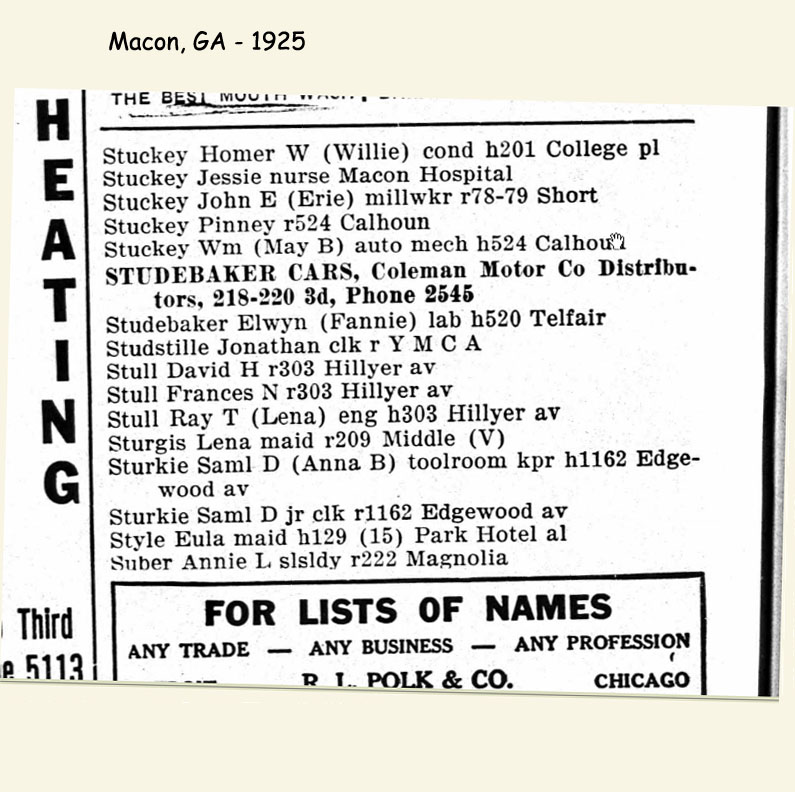 Macon, GA - 1925
THE BEST MOUTH WASH
H
E
A
T
I
N
G
Third
5113
Stuckey Homer W (Willie) cond h201 College pl
Stuckey Jessie nurse Macon Hospital
Stuckey John E (Erie) millwkr r78-79 Short
Stuckey Pinney r524 Calhoun
Stuckey Wm (May B) auto mech h524 Calhoun
STUDEBAKER CARS, Coleman Motor Co Distribu-
tors, 218-220 3d, Phone 2545
Studebaker Elwyn (Fannie) lab h520 Telfair
Studstille Jonathan clk r Y M C A
Stull David H r303 Hillyer av
Stull Frances N r303 Hillyer av
Stull Ray T (Lena) eng h303 Hillyer av
Sturgis Lena maid r209 Middle (V)
Sturkie Saml D (Anna B) toolroom kpr h1162 Edge-
wood av
Sturkie Saml D jr clk r1162 Edgewood av
Style Eula maid h129 (15) Park Hotel al
Suber Annie L slsldy r222 Magnolia
FOR LISTS OF NAMES
ANY TRADE — ANY BUSINESS — ANY PROFESSION
R. L. POLK & CO. CHICAGO